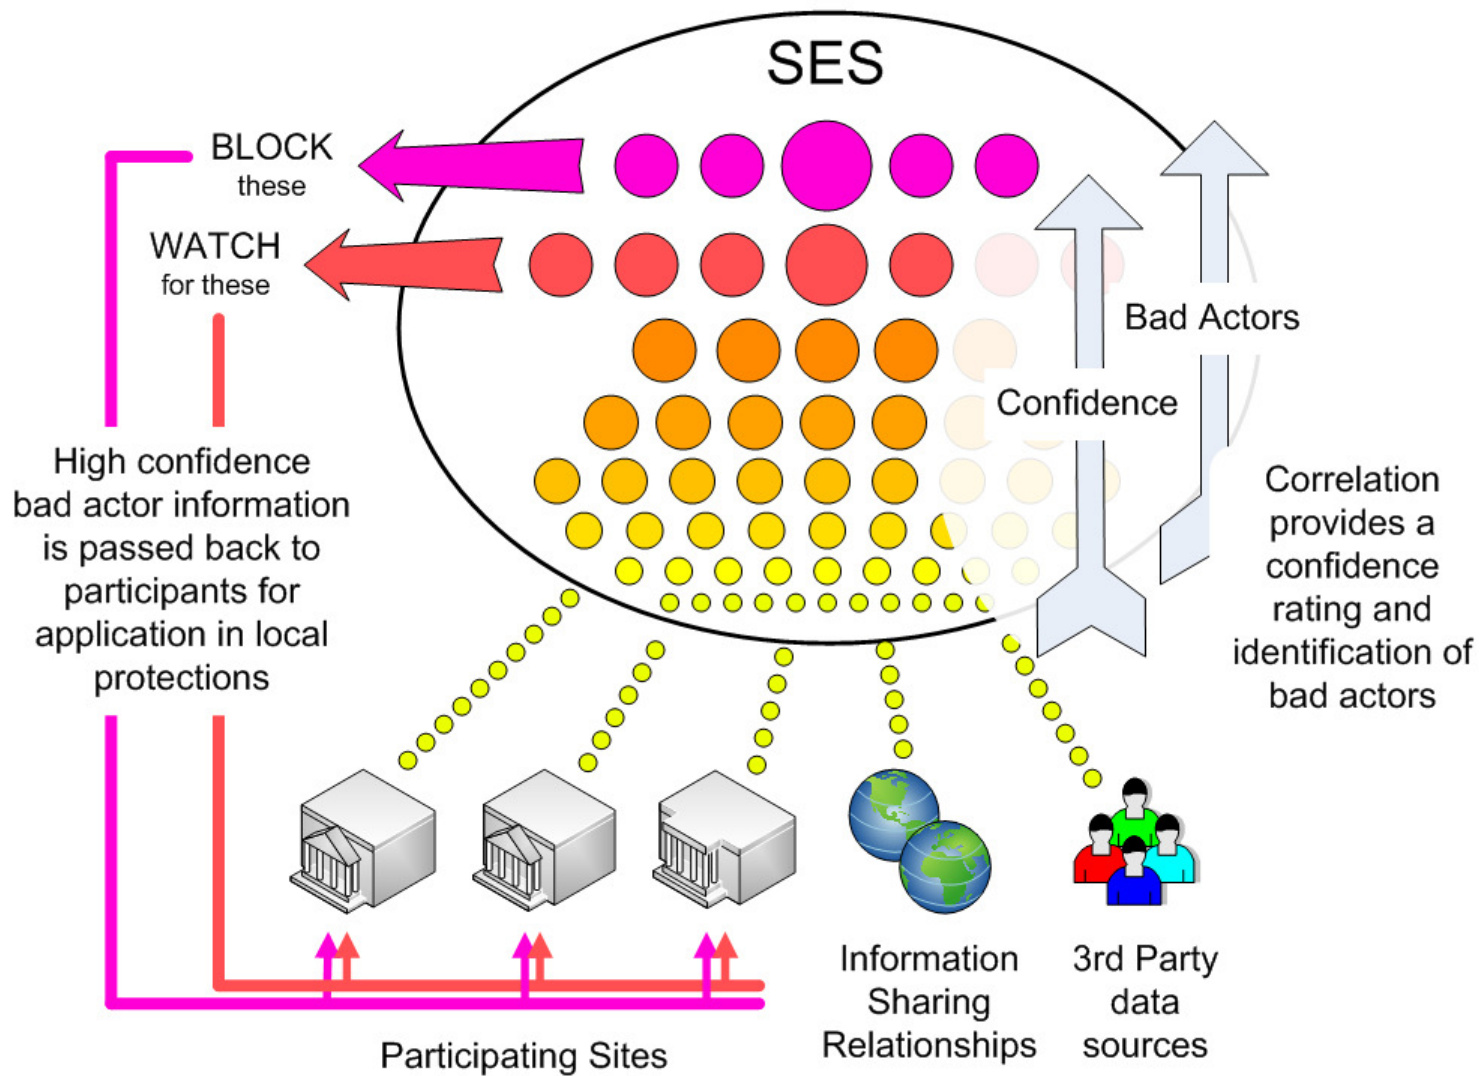 SES
BLOCK
these
WATCH
for these
Bad Actors
Confidence
High confidence
bad actor information
is passed back to
participants for
application in local
protections
Correlation
provides a
confidence
rating and
identification of
bad actors
Information
Sharing
Relationships
3rd Party
data
sources
Participating Sites